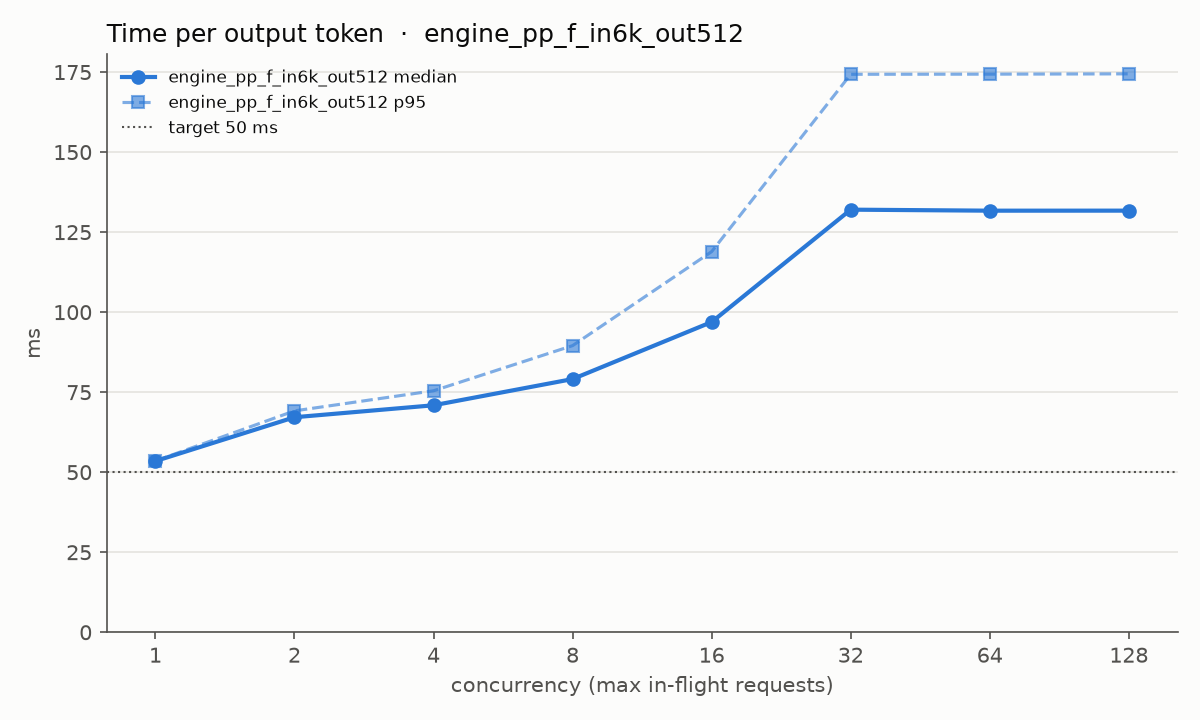 Time per output token · engine_pp_f_in6k_out512
engine_pp_f_in6k_out512 median
engine_pp_f_in6k_out512 p95
target 50 ms
175
150
125
100
75
50
25
0
ms
1 2 4 8 16 32 64 128
concurrency (max in-flight requests)